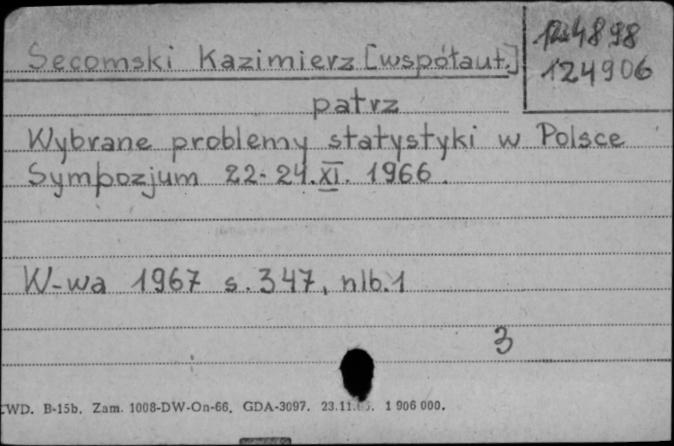 Secomski Kazimierz [współaut.]
124898
124906
patrz
Wybrane problemy statystyki w Polsce
Sympozjum 22-24.XI. 1966.
W-wa 1967 s. 347, nlb. 1
3
CWD. B-15b. Zam. 1008-DW-On-66. GDA-3097. 23.11. 1 906 000.